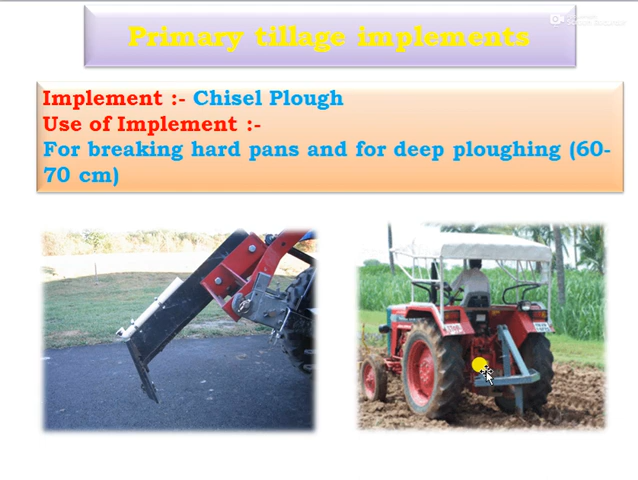 Primary tillage implements
Implement :- Chisel Plough
Use of Implement :-
For breaking hard pans and for deep ploughing (60-
70 cm)